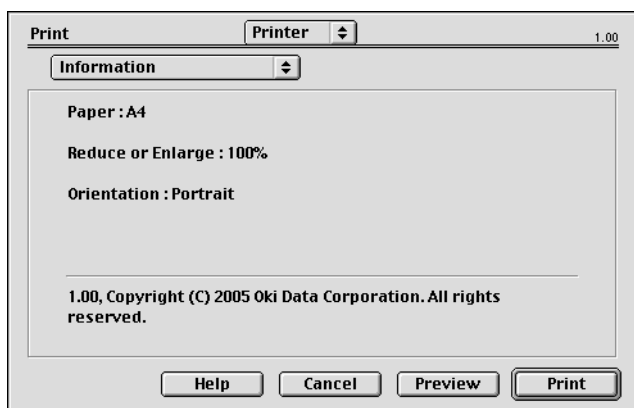 Print Printer 1.00
Information
Paper : A4
Reduce or Enlarge : 100%
Orientation : Portrait
1.00, Copyright (C) 2005 Oki Data Corporation. All rights
reserved.
Help Cancel Preview Print